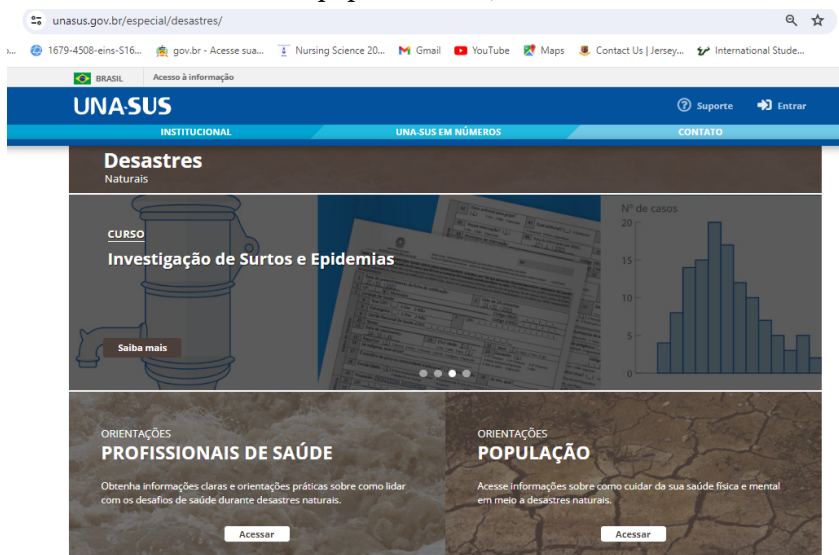 unasus.gov.br/especial/desastres/
1679-4508-eins-S16... gov.br - Acesse sua... Nursing Science 20... Gmail YouTube Maps Contact Us | Jersey... International Stude...
BRASIL Acesso à informação
UNA-SUS Suporte Entrar
INSTITUCIONAL UNA-SUS EM NÚMEROS CONTATO
Desastres
Naturais
CURSO
Investigação de Surtos e Epidemias
Saiba mais
Nº de casos
20
15
10
5
0
ORIENTAÇÕES
PROFISSIONAIS DE SAÚDE
Obtenha informações claras e orientações práticas sobre como lidar
com os desafios de saúde durante desastres naturais.
Acessar
ORIENTAÇÕES
POPULAÇÃO
Acesse informações sobre como cuidar da sua saúde física e mental
em meio a desastres naturais.
Acessar